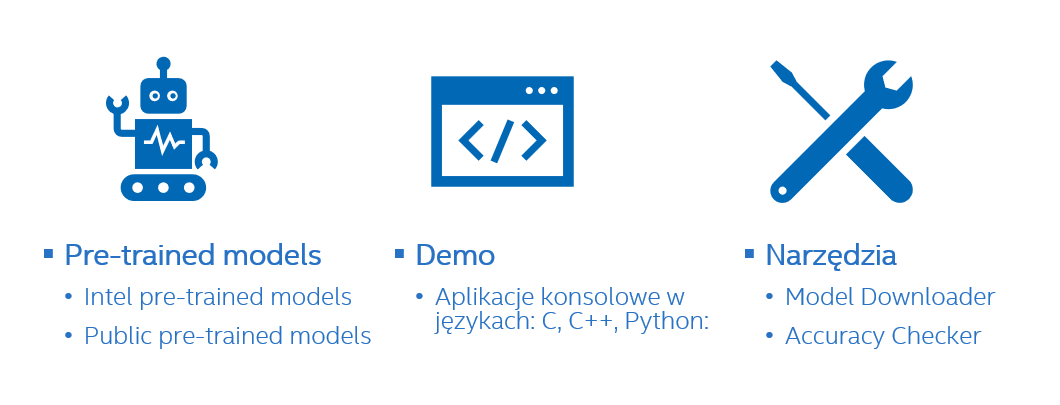 Pre-trained models
Intel pre-trained models
Public pre-trained models
Demo
Aplikacje konsolowe w
językach: C, C++, Python:
Narzędzia
Model Downloader
Accuracy Checker